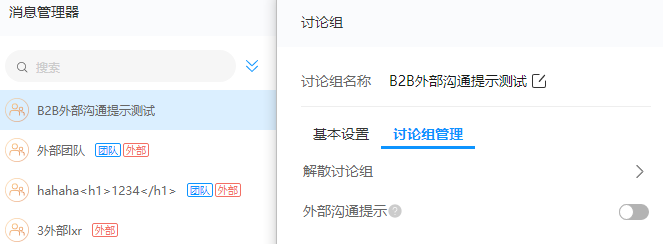 消息管理器
搜索
B2B外部沟通提示测试
外部团队 团队 外部
hahaha<h1>1234</h1> 团队 外部
3外部lxr 外部
讨论组
讨论组名称 B2B外部沟通提示测试
基本设置 讨论组管理
解散讨论组
外部沟通提示 ?